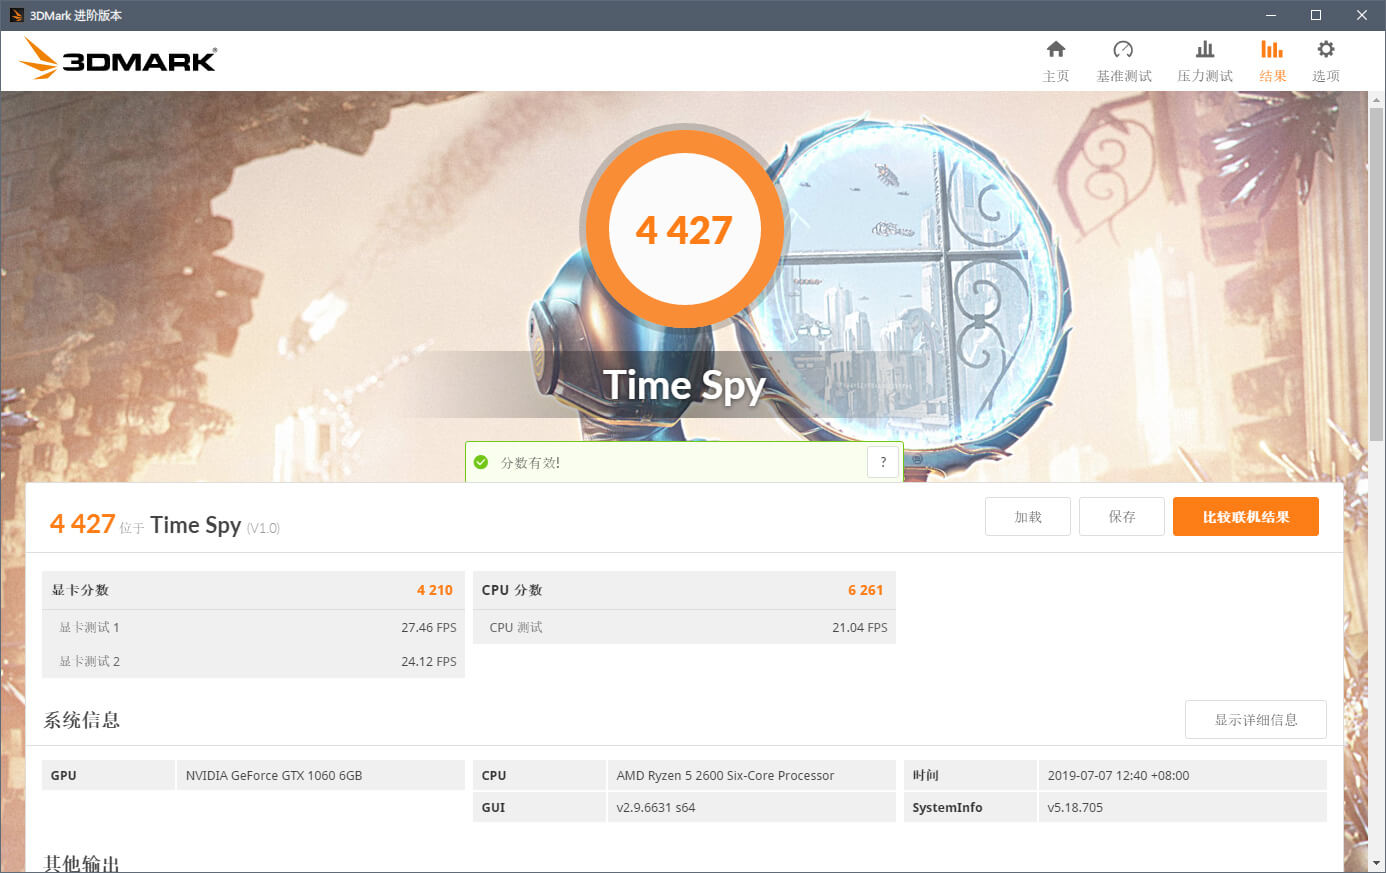 3DMark 进阶版本
3DMARK®
主页 基准测试 压力测试 结果 选项
4 427
Time Spy
分数有效! ?
4 427 位于 Time Spy (V1.0) 加载 保存 比较联机结果
显卡分数 4 210 CPU 分数 6 261
显卡测试 1 27.46 FPS CPU 测试 21.04 FPS
显卡测试 2 24.12 FPS
系统信息 显示详细信息
GPU NVIDIA GeForce GTX 1060 6GB CPU AMD Ryzen 5 2600 Six-Core Processor 时间 2019-07-07 12:40 +08:00
GUI v2.9.6631 s64 SystemInfo v5.18.705
其他输出